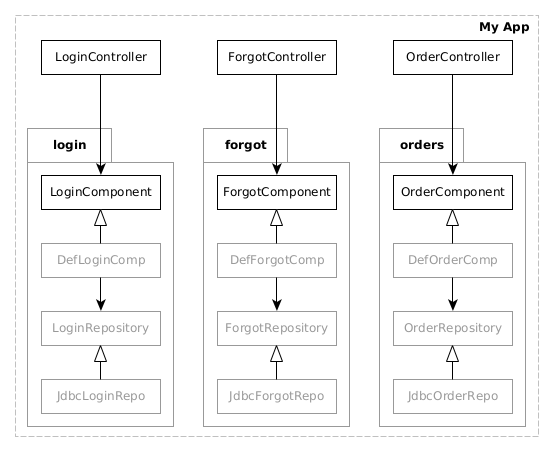 My App
LoginController
ForgotController
OrderController
login
forgot
orders
LoginComponent
ForgotComponent
OrderComponent
DefLoginComp
DefForgotComp
DefOrderComp
LoginRepository
ForgotRepository
OrderRepository
JdbcLoginRepo
JdbcForgotRepo
JdbcOrderRepo